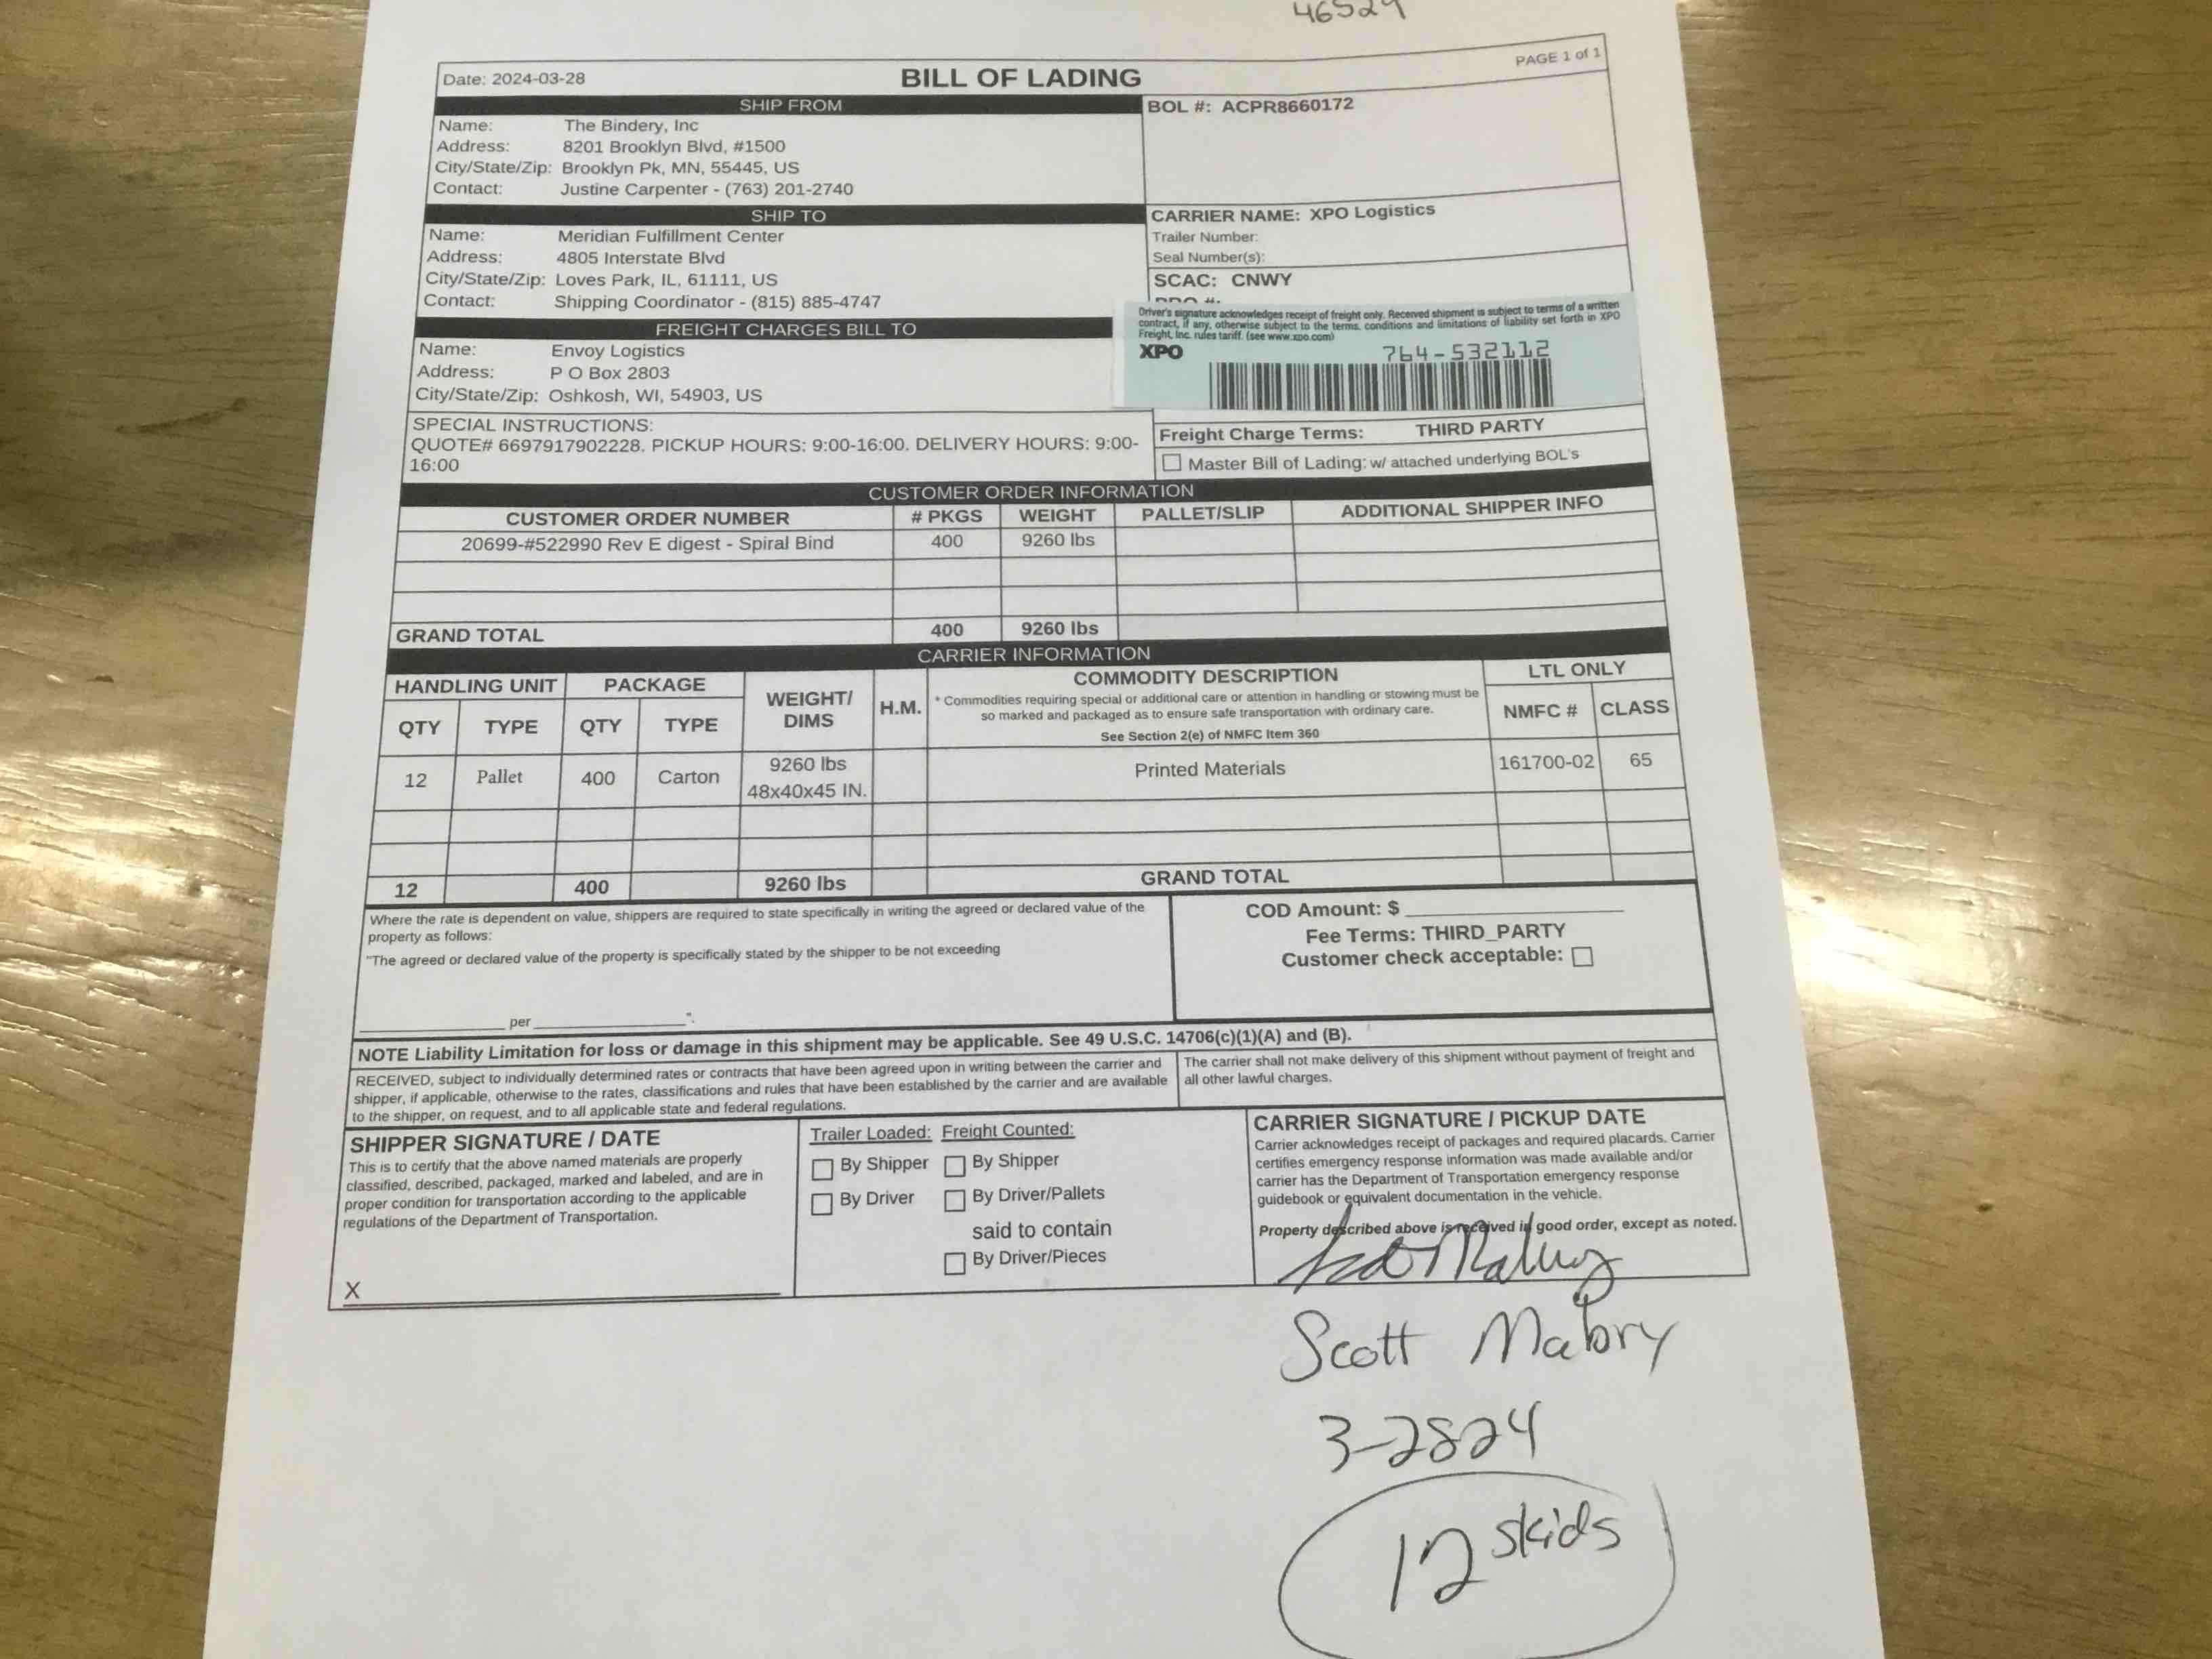 46529
PAGE 1 of 1
Date: 2024-03-28
BILL OF LADING
SHIP FROM
Name: The Bindery, Inc
Address: 8201 Brooklyn Blvd, #1500
City/State/Zip: Brooklyn Pk, MN, 55445, US
Contact: Justine Carpenter - (763) 201-2740
BOL #: ACPR8660172
SHIP TO
Name: Meridian Fulfillment Center
Address: 4805 Interstate Blvd
City/State/Zip: Loves Park, IL, 61111, US
Contact: Shipping Coordinator - (815) 885-4747
CARRIER NAME: XPO Logistics
Trailer Number:
Seal Number(s):
SCAC: CNWY
Driver's signature acknowledges receipt of freight only. Received shipment is subject to terms of a written
contract, if any, otherwise subject to the terms, conditions and limitations of liability set forth in XPO
Freight, Inc. rules tariff. (see www.xpo.com)
XPO 764-532112
FREIGHT CHARGES BILL TO
Name: Envoy Logistics
Address: P O Box 2803
City/State/Zip: Oshkosh, WI, 54903, US
SPECIAL INSTRUCTIONS:
QUOTE# 6697917902228. PICKUP HOURS: 9:00-16:00. DELIVERY HOURS: 9:00-
16:00
Freight Charge Terms: THIRD PARTY
Master Bill of Lading: w/ attached underlying BOL's
CUSTOMER ORDER INFORMATION
CUSTOMER ORDER NUMBER # PKGS WEIGHT PALLET/SLIP ADDITIONAL SHIPPER INFO
20699-#522990 Rev E digest - Spiral Bind 400 9260 lbs
GRAND TOTAL 400 9260 lbs
CARRIER INFORMATION
HANDLING UNIT PACKAGE WEIGHT/ DIMS H.M. COMMODITY DESCRIPTION LTL ONLY
* Commodities requiring special or additional care or attention in handling or stowing must be
so marked and packaged as to ensure safe transportation with ordinary care.
See Section 2(e) of NMFC Item 360
QTY TYPE QTY TYPE NMFC # CLASS
12 Pallet 400 Carton 9260 lbs Printed Materials 161700-02 65
48x40x45 IN.
12 400 9260 lbs GRAND TOTAL
Where the rate is dependent on value, shippers are required to state specifically in writing the agreed or declared value of the
property as follows:
"The agreed or declared value of the property is specifically stated by the shipper to be not exceeding
per ".
COD Amount: $
Fee Terms: THIRD_PARTY
Customer check acceptable:
NOTE Liability Limitation for loss or damage in this shipment may be applicable. See 49 U.S.C. 14706(c)(1)(A) and (B).
RECEIVED, subject to individually determined rates or contracts that have been agreed upon in writing between the carrier and
shipper, if applicable, otherwise to the rates, classifications and rules that have been established by the carrier and are available
to the shipper, on request, and to all applicable state and federal regulations.
The carrier shall not make delivery of this shipment without payment of freight and
all other lawful charges.
SHIPPER SIGNATURE / DATE
This is to certify that the above named materials are properly
classified, described, packaged, marked and labeled, and are in
proper condition for transportation according to the applicable
regulations of the Department of Transportation.
X
Trailer Loaded: Freight Counted:
By Shipper By Shipper
By Driver By Driver/Pallets
said to contain
By Driver/Pieces
CARRIER SIGNATURE / PICKUP DATE
Carrier acknowledges receipt of packages and required placards. Carrier
certifies emergency response information was made available and/or
carrier has the Department of Transportation emergency response
guidebook or equivalent documentation in the vehicle.
Property described above is received in good order, except as noted.
Scott Mabry
3-2824
12 skids